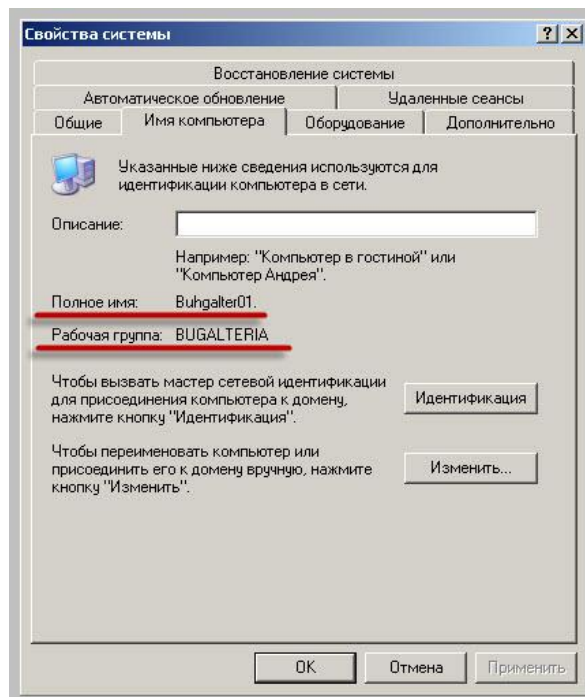 Свойства системы
Восстановление системы
Автоматическое обновление Удаленные сеансы
Общие Имя компьютера Оборудование Дополнительно
Указанные ниже сведения используются для
идентификации компьютера в сети.
Описание:
Например: "Компьютер в гостиной" или
"Компьютер Андрея".
Полное имя: Buhgalter01.
Рабочая группа: BUGALTERIA
Чтобы вызвать мастер сетевой идентификации
для присоединения компьютера к домену,
нажмите кнопку "Идентификация".
Идентификация
Чтобы переименовать компьютер или
присоединить его к домену вручную, нажмите
кнопку "Изменить".
Изменить...
OK Отмена Применить